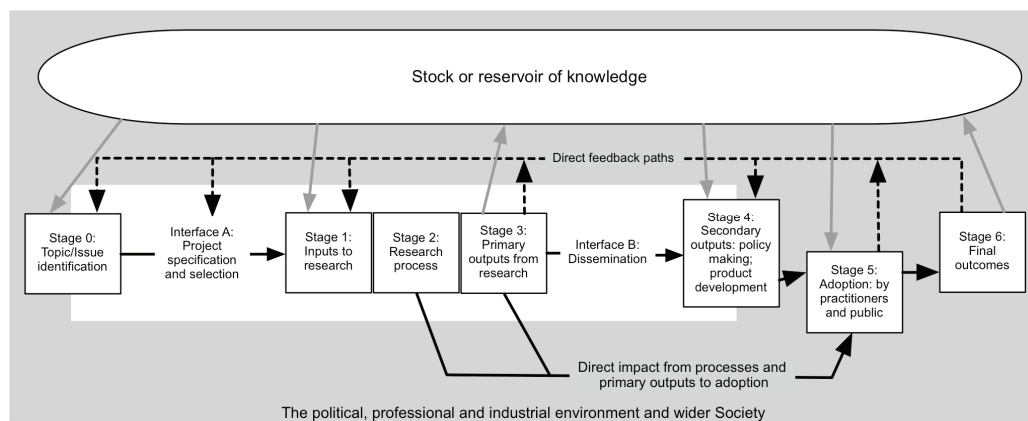 Stock or reservoir of knowledge
Direct feedback paths
Stage 0:
Topic/Issue
identification
Interface A:
Project
specification
and selection
Stage 1:
Inputs to
research
Stage 2:
Research
process
Stage 3:
Primary
outputs from
research
Interface B:
Dissemination
Stage 4:
Secondary
outputs: policy
making;
product
development
Stage 5:
Adoption: by
practitioners
and public
Stage 6:
Final
outcomes
Direct impact from processes and
primary outputs to adoption
The political, professional and industrial environment and wider Society